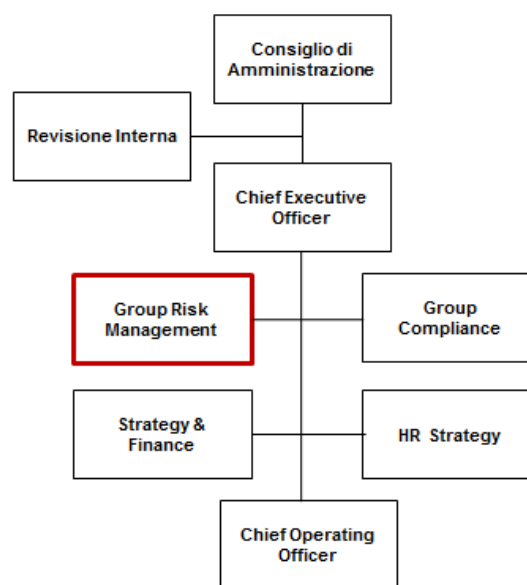 Consiglio di
Amministrazione
Revisione Interna
Chief Executive
Officer
Group Risk
Management
Group
Compliance
Strategy &
Finance
HR Strategy
Chief Operating
Officer